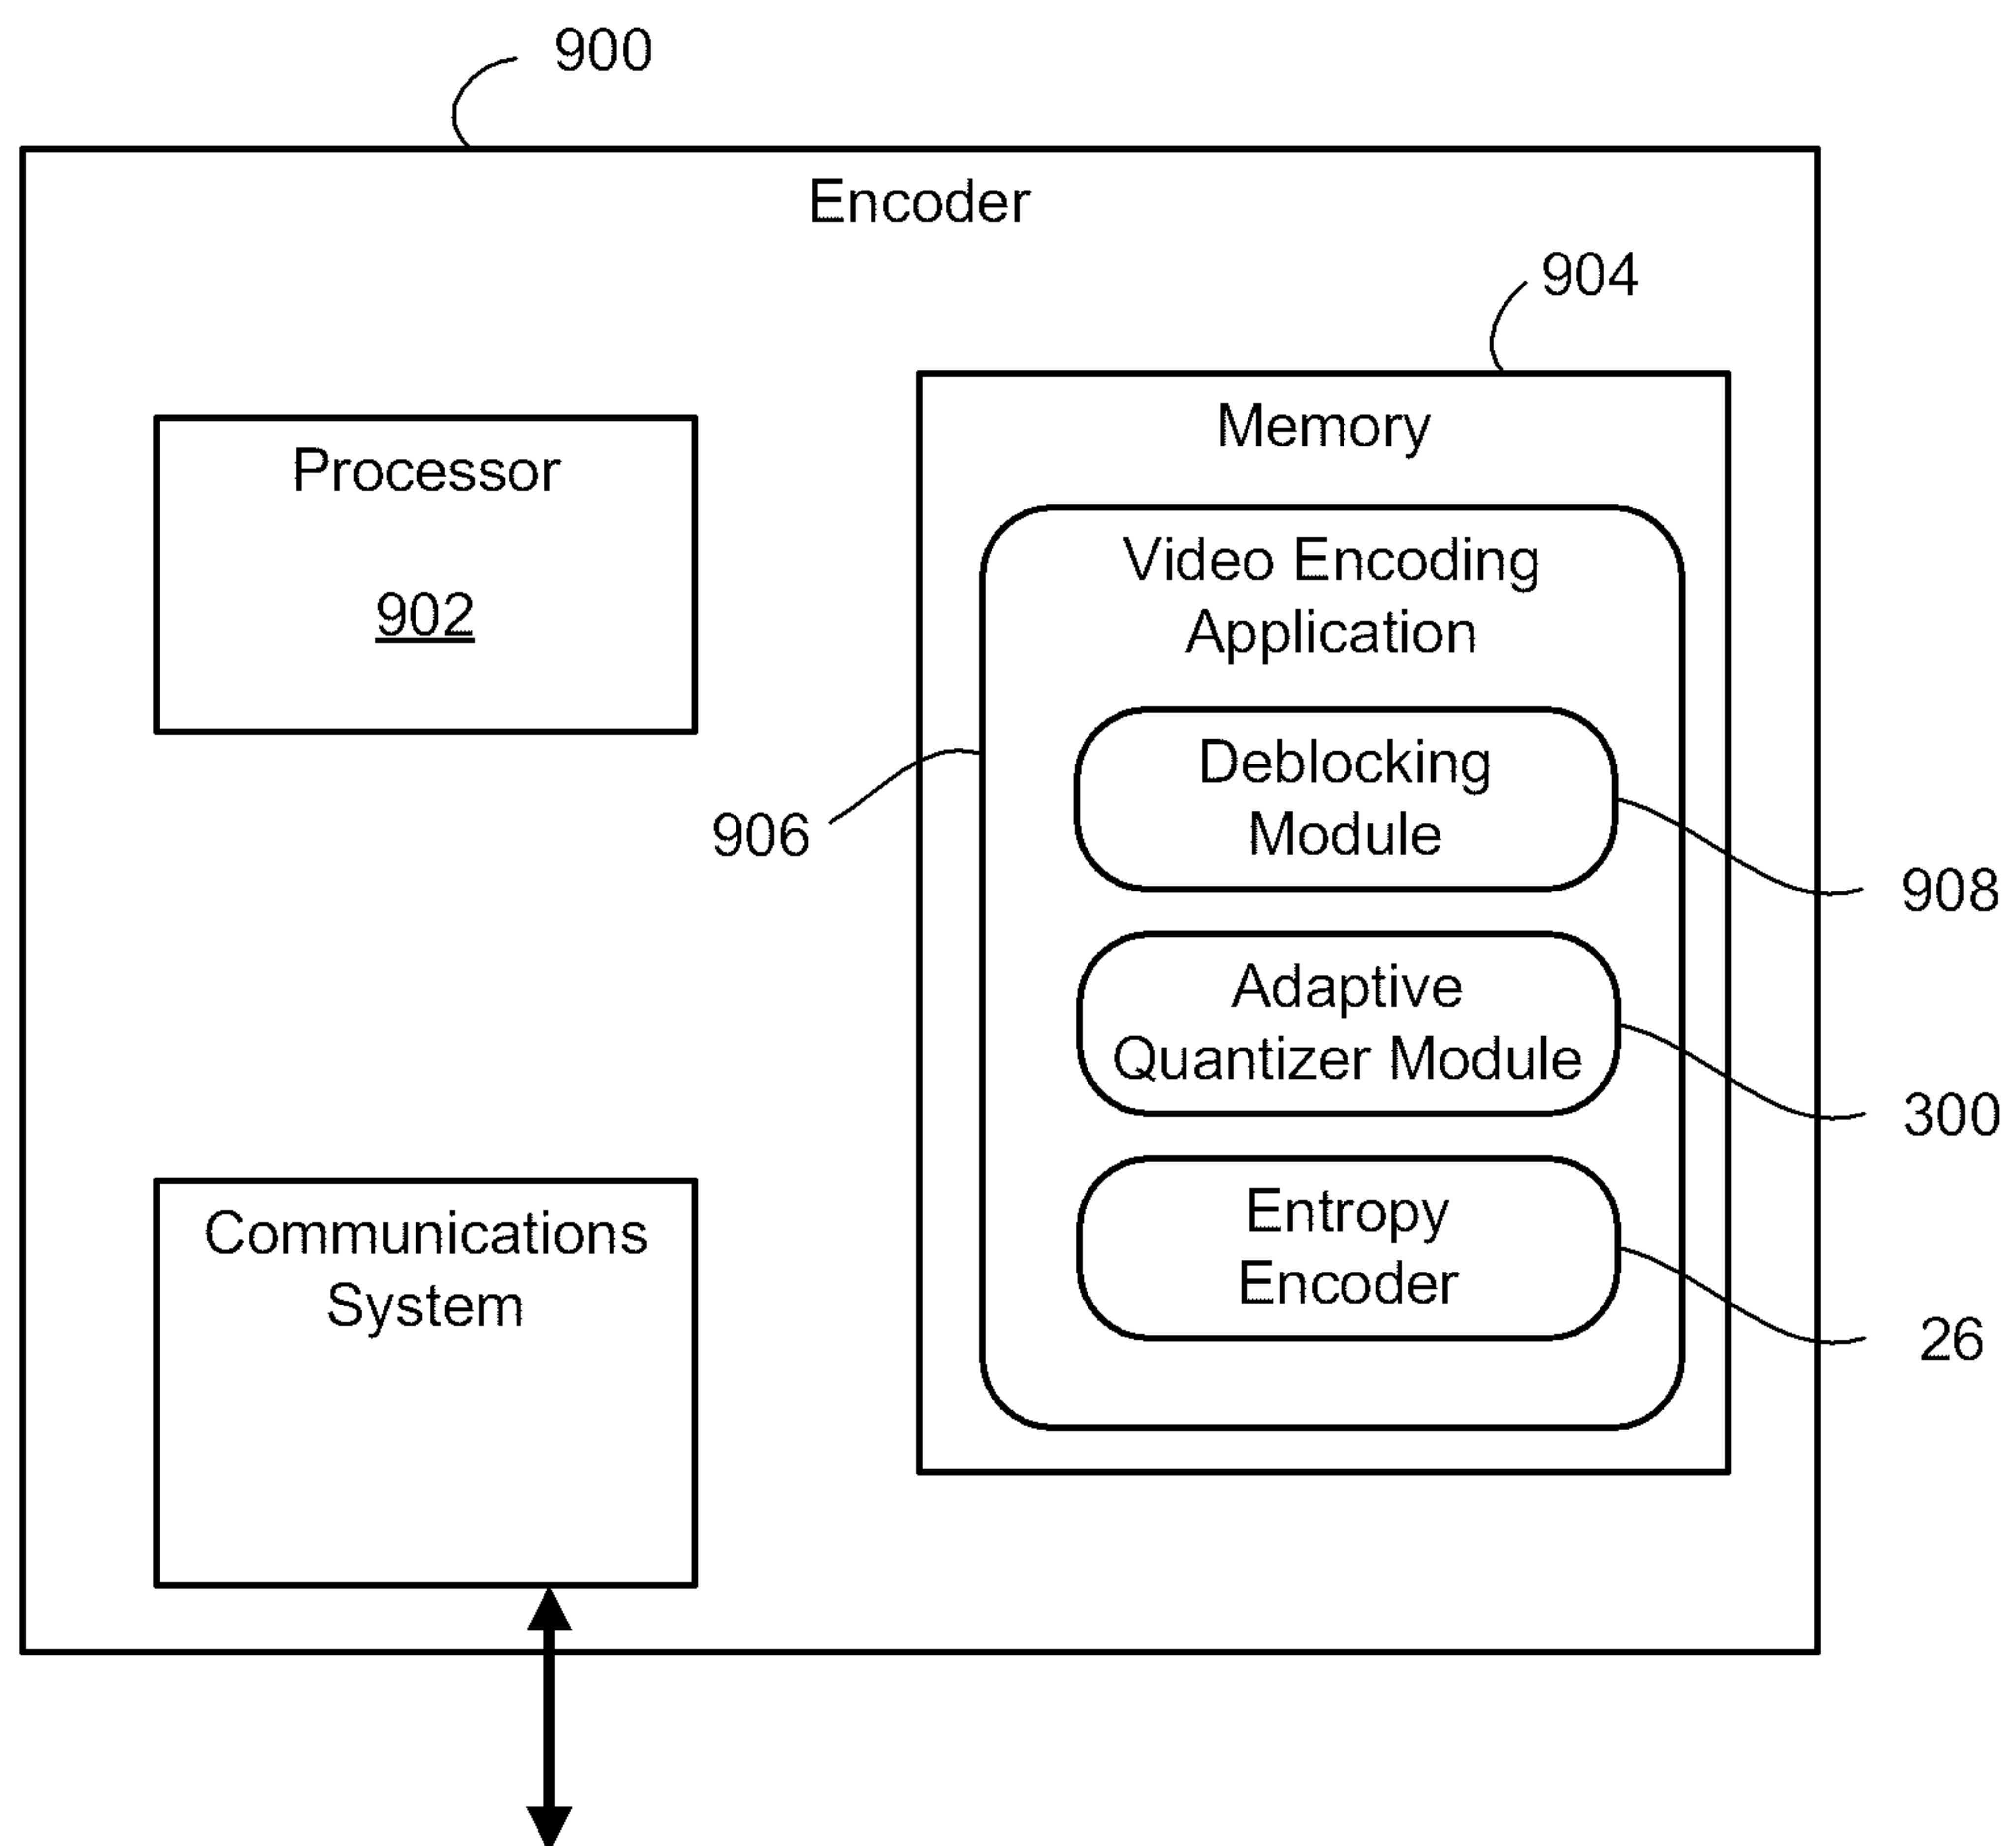 900
Encoder
904
Memory
Processor
902
Video Encoding
Application
Deblocking
Module
906
908
Adaptive
Quantizer Module
300
Entropy
Encoder
26
Communications
System